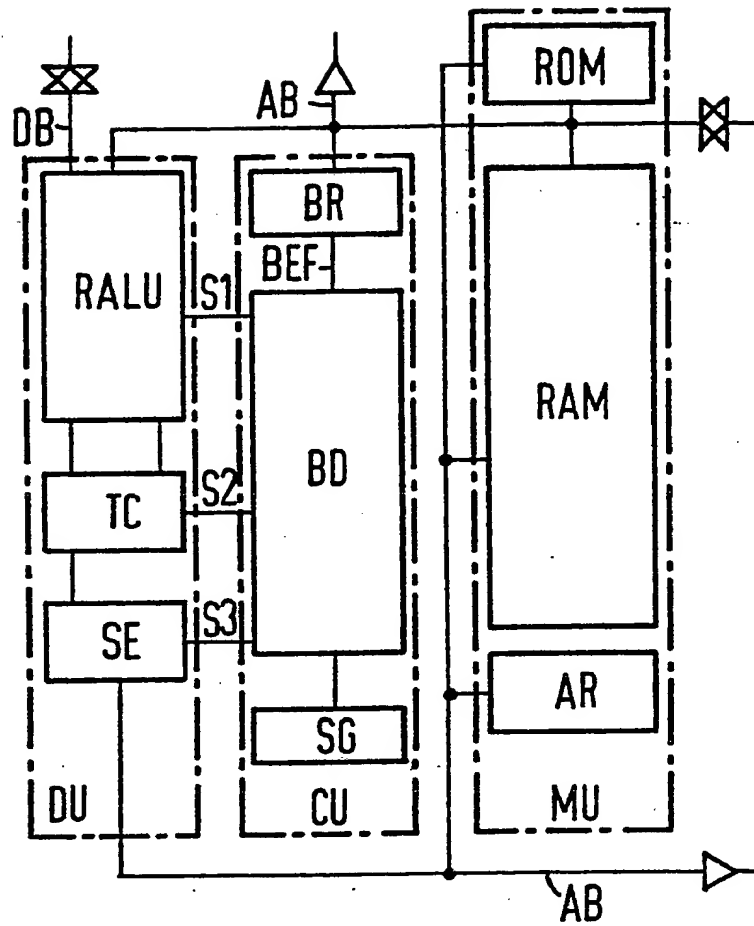 ROM
AB
DB
BR
BEF
RALU
S1
RAM
BD
TC
S2
SE
S3
AR
SG
DU
CU
MU
AB